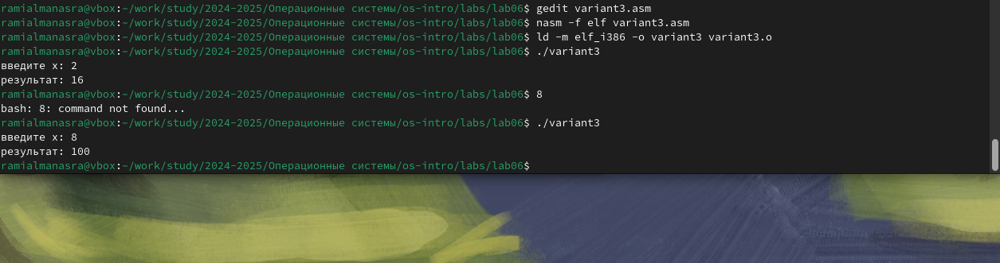 ramialmanasra@vbox:~/work/study/2024-2025/Операционные системы/os-intro/labs/lab06$ gedit variant3.asm
ramialmanasra@vbox:~/work/study/2024-2025/Операционные системы/os-intro/labs/lab06$ nasm -f elf variant3.asm
ramialmanasra@vbox:~/work/study/2024-2025/Операционные системы/os-intro/labs/lab06$ ld -m elf_i386 -o variant3 variant3.o
ramialmanasra@vbox:~/work/study/2024-2025/Операционные системы/os-intro/labs/lab06$ ./variant3
введите x: 2
результат: 16
ramialmanasra@vbox:~/work/study/2024-2025/Операционные системы/os-intro/labs/lab06$ 8
bash: 8: command not found...
ramialmanasra@vbox:~/work/study/2024-2025/Операционные системы/os-intro/labs/lab06$ ./variant3
введите x: 8
результат: 100
ramialmanasra@vbox:~/work/study/2024-2025/Операционные системы/os-intro/labs/lab06$